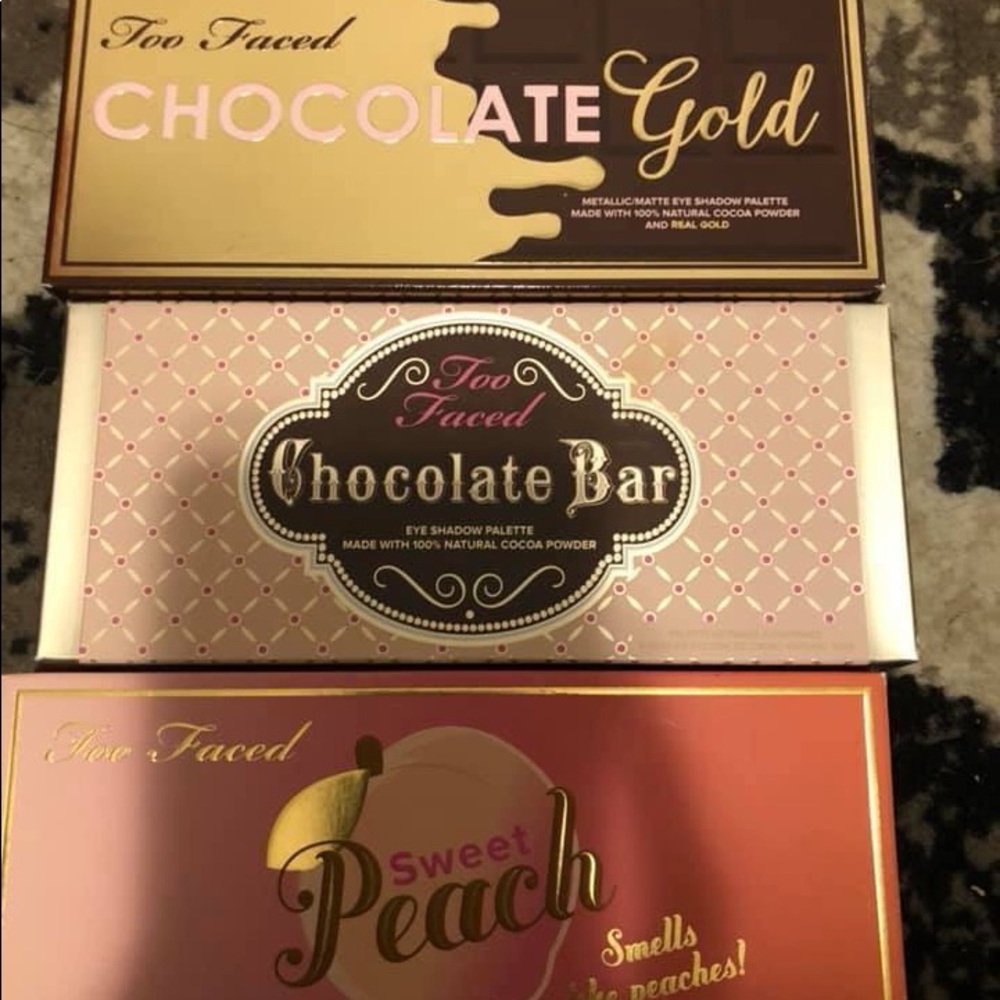 Too Faced
CHOCOLATE Gold
METALLIC/MATTE EYE SHADOW PALETTE
MADE WITH 100% NATURAL COCOA POWDER
AND REAL GOLD
Too
Faced
Chocolate Bar
EYE SHADOW PALETTE
MADE WITH 100% NATURAL COCOA POWDER
Too Faced
Sweet
Peach
Smells
peaches!